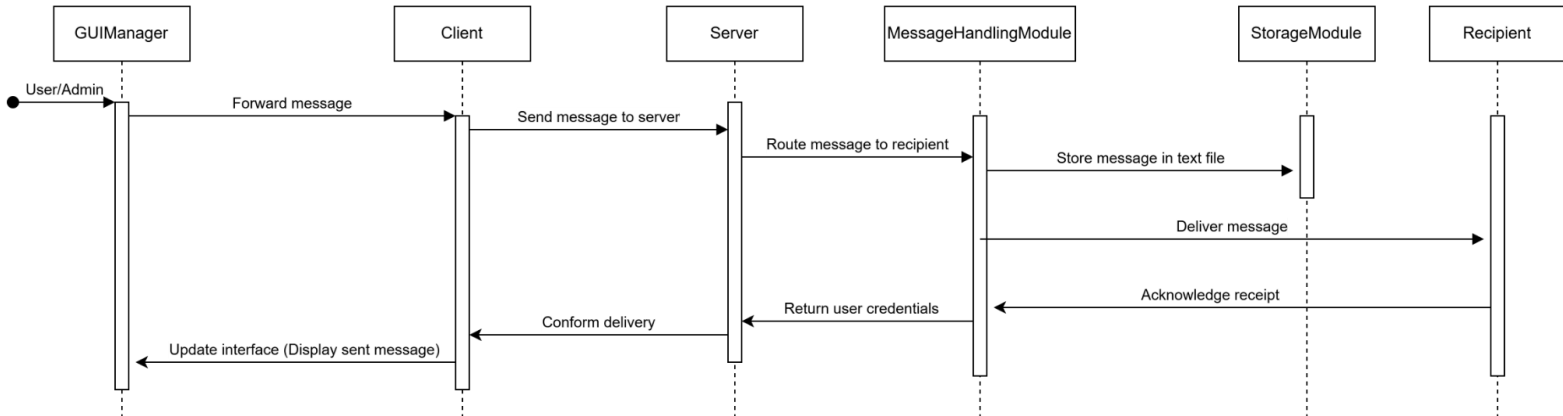 GUIManager
Client
Server
MessageHandlingModule
StorageModule
Recipient
User/Admin
Forward message
Send message to server
Route message to recipient
Store message in text file
Deliver message
Acknowledge receipt
Return user credentials
Conform delivery
Update interface (Display sent message)